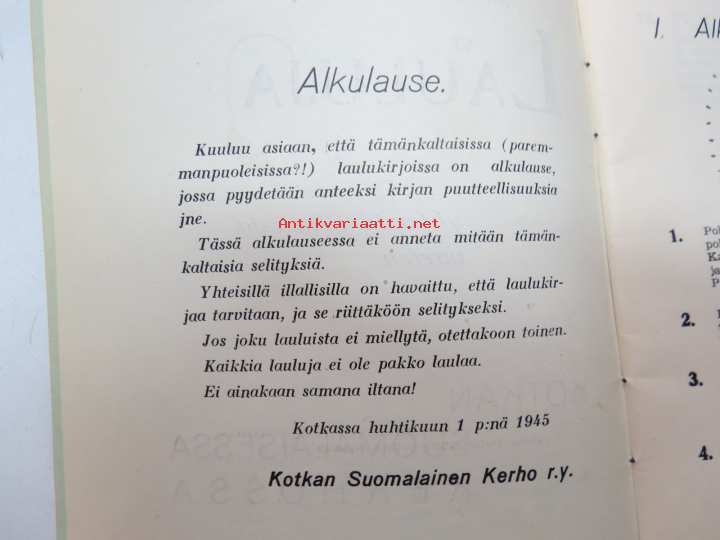 Alkulause.
Kuuluu asiaan, että tämänkaltaisissa (parem-
manpuoleisissa?!) laulukirjoissa on alkulause,
jossa pyydetään anteeksi kirjan puutteellisuuksia
jne.
Antikvariaatti.net
Tässä alkulauseessa ei anneta mitään tämän-
kaltaisia selityksiä.
Yhteisillä illallisilla on havaittu, että laulukir-
jaa tarvitaan, ja se riittäköön selitykseksi.
Jos joku lauluista ei miellytä, otettakoon toinen.
Kaikkia lauluja ei ole pakko laulaa.
Ei ainakaan samana iltana!
Kotkassa huhtikuun 1 p:nä 1945
Kotkan Suomalainen Kerho r.y.
I.
1.
2.
3.
4.